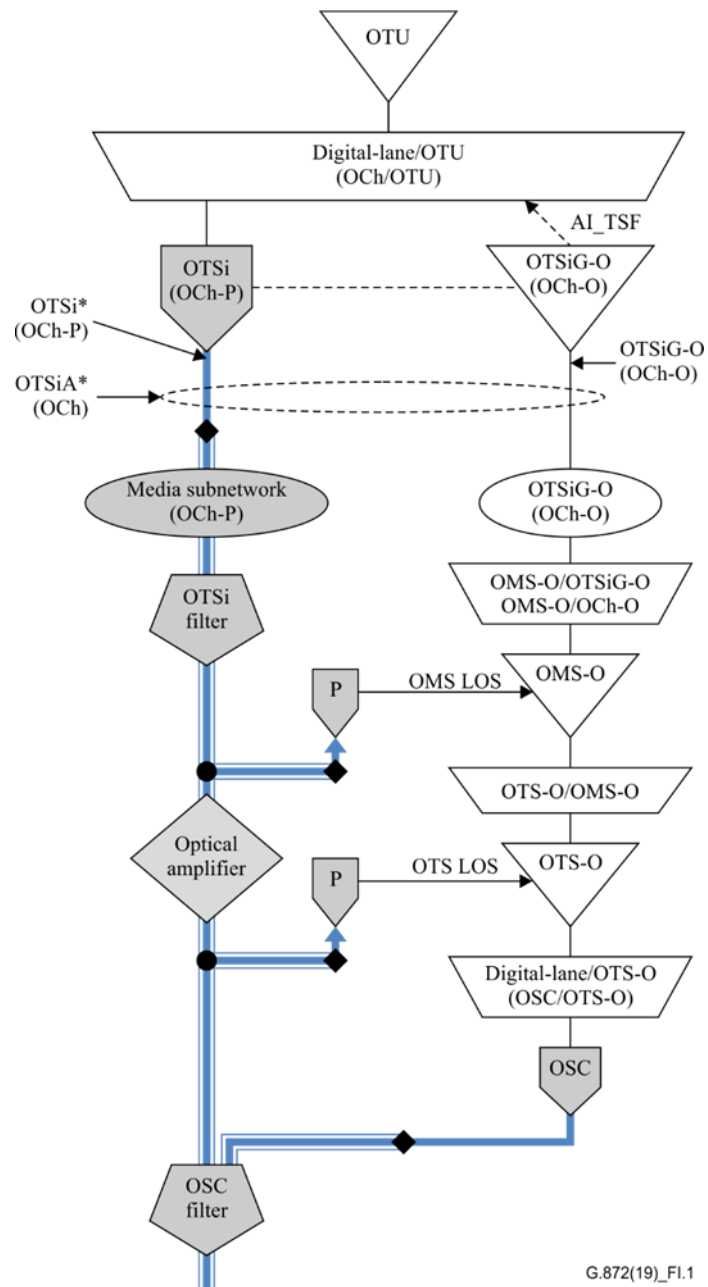 OTU
Digital-lane/OTU
(OCh/OTU)
AI_TSF
OTSi
(OCh-P)
OTSiG-O
(OCh-O)
OTSi*
(OCh-P)
OTSiG-O
(OCh-O)
OTSiA*
(OCh)
Media subnetwork
(OCh-P)
OTSiG-O
(OCh-O)
OTSi
filter
OMS-O/OTSiG-O
OMS-O/OCh-O
P
OMS LOS
OMS-O
OTS-O/OMS-O
Optical
amplifier
P
OTS LOS
OTS-O
Digital-lane/OTS-O
(OSC/OTS-O)
OSC
OSC
filter
G.872(19)_FI.1